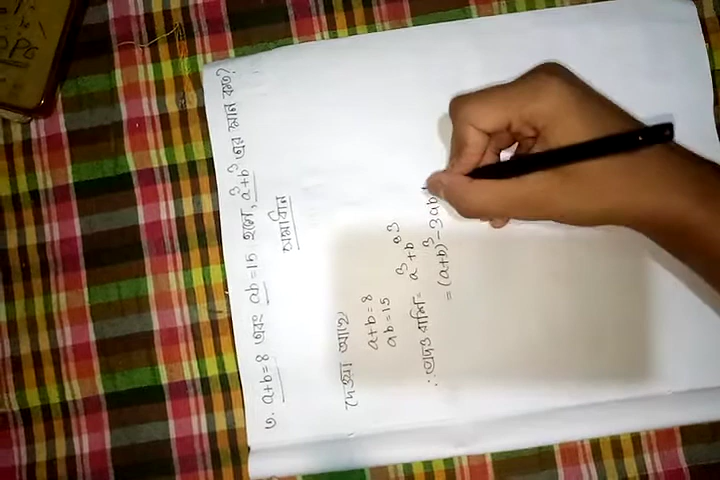 ৩. a+b=8 এবং ab=15 হলে, a³+b³ এর মান কত?
সমাধান
দেওয়া আছে,
a+b=8
ab=15
∴ প্রদত্ত রাশি = a³+b³
= (a+b)³-3ab